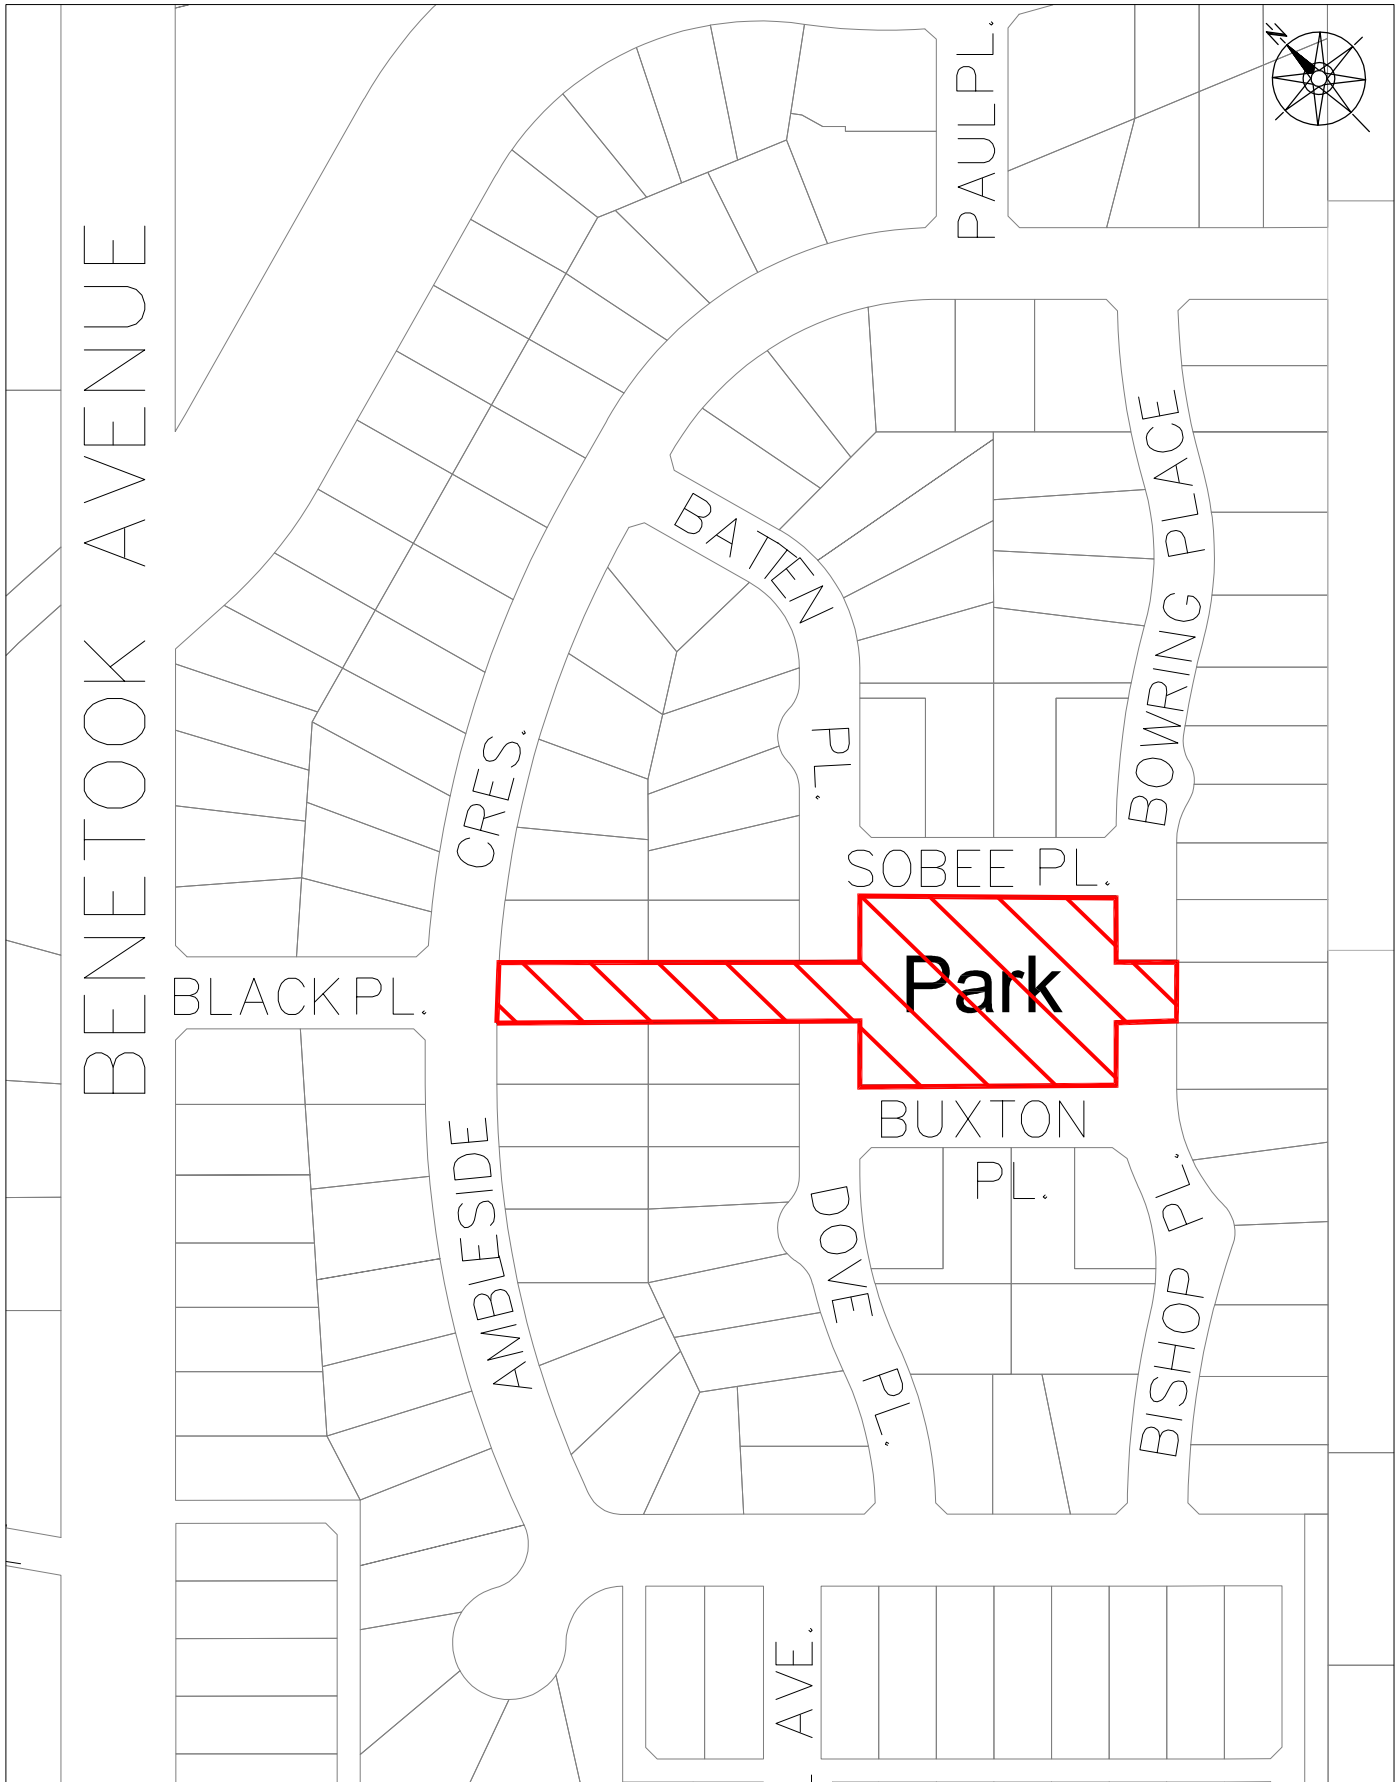 PAUL PL.
N
BENETOOK AVENUE
BATTEN
PL.
BOWRING PLACE
CRES.
SOBEE PL.
Park
BLACK PL.
BUXTON
PL.
AMBLESIDE
DOVE PL.
BISHOP PL.
AVE.